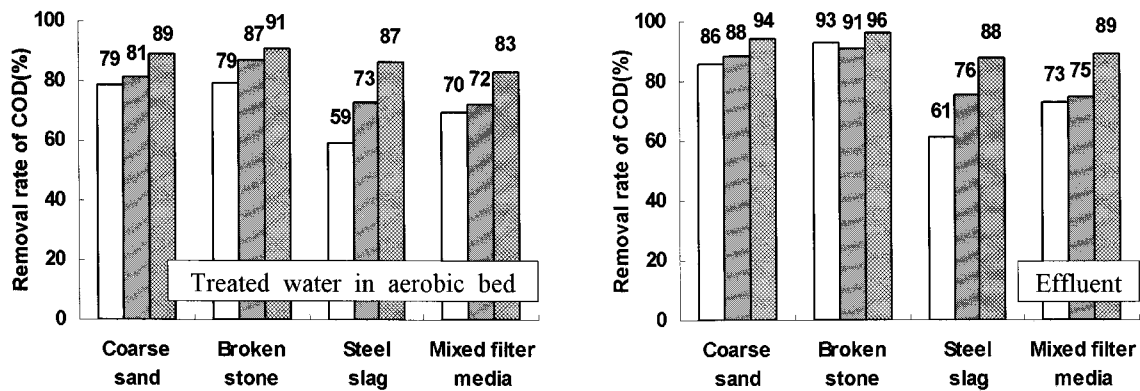 Removal rate of COD(%)
100
80
60
40
20
0
79 81 89
79 87 91
59 73 87
70 72 83
Treated water in aerobic bed
Coarse
sand
Broken
stone
Steel
slag
Mixed filter
media
Removal rate of COD(%)
100
80
60
40
20
0
86 88 94
93 91 96
61 76 88
73 75 89
Effluent
Coarse
sand
Broken
stone
Steel
slag
Mixed filter
media